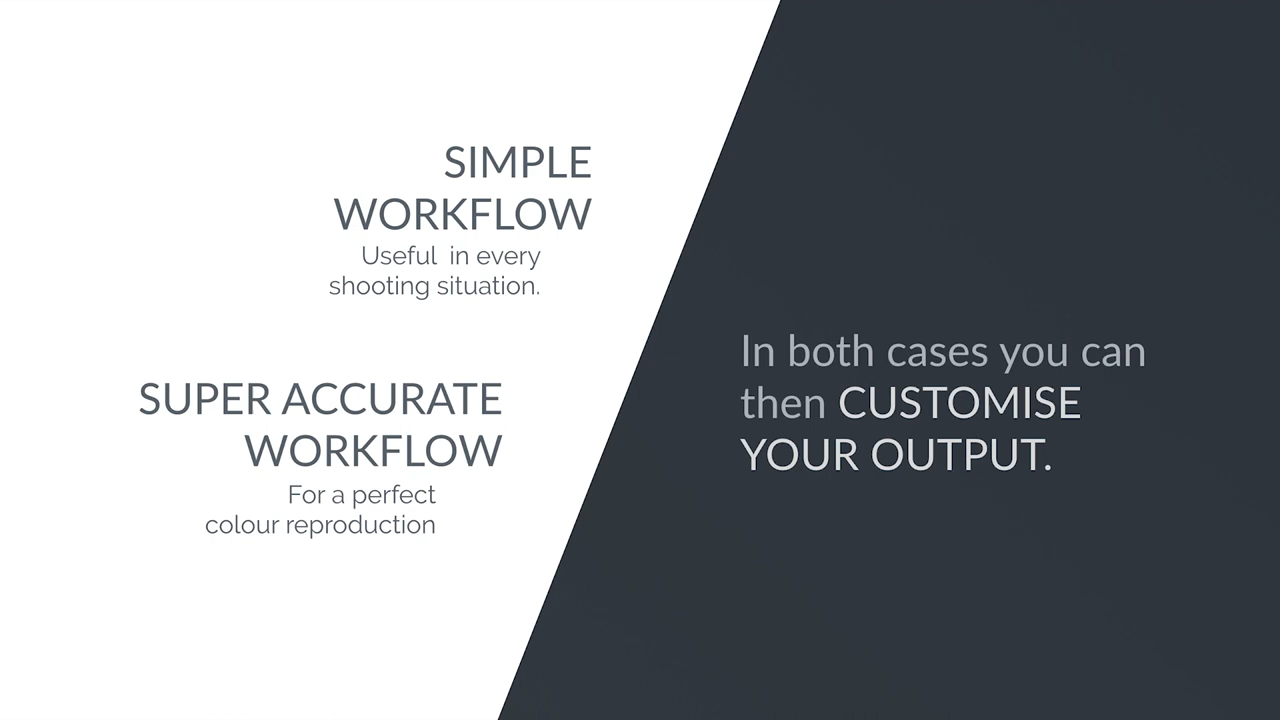 SIMPLE
WORKFLOW
Useful  in every
shooting situation.
SUPER ACCURATE
WORKFLOW
For a perfect
colour reproduction
In both cases you can
then CUSTOMISE
YOUR OUTPUT.